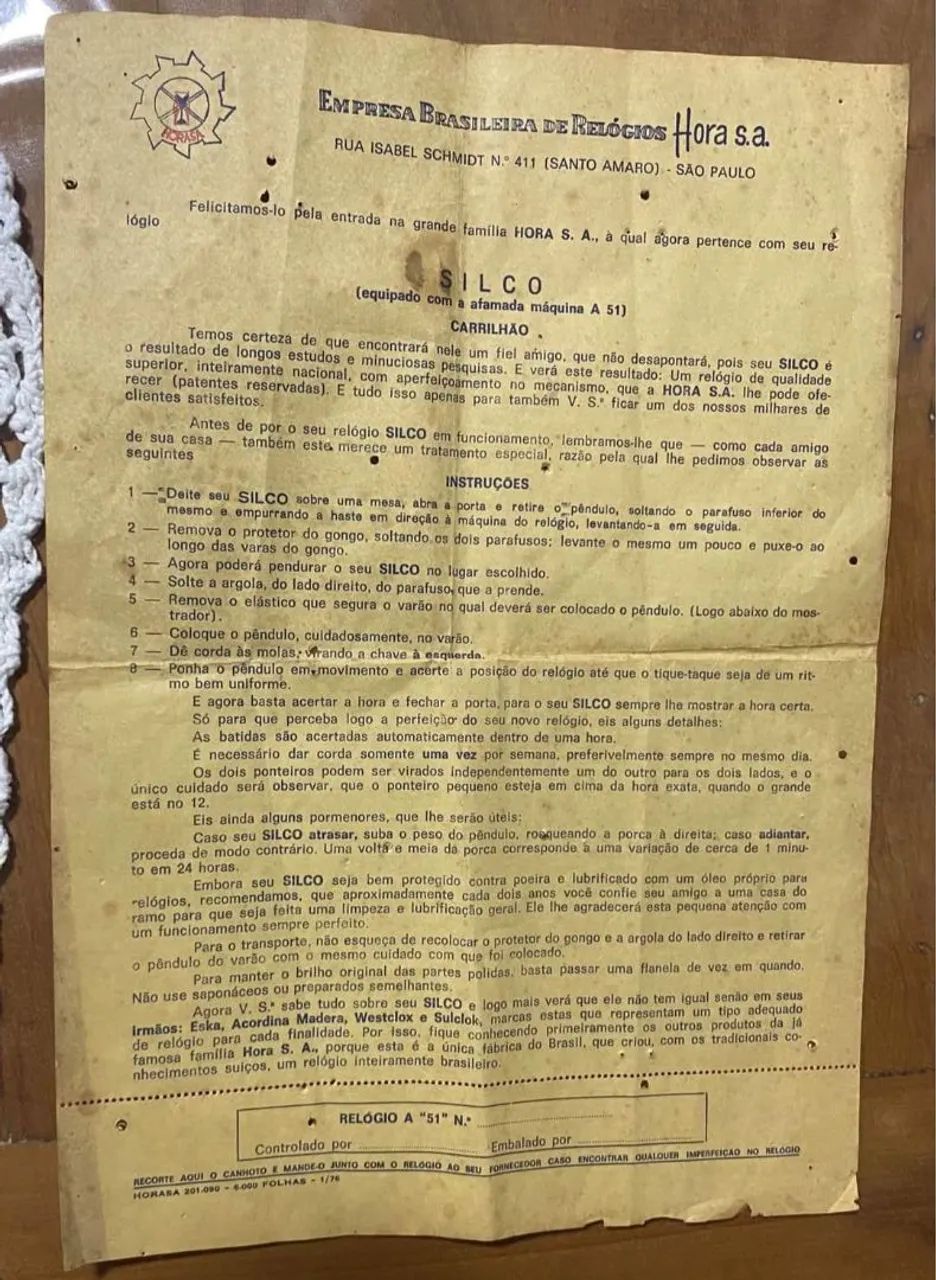 HORASA
EMPRESA BRASILEIRA DE RELÓGIOS Hora s.a.
RUA ISABEL SCHMIDT N.º 411 (SANTO AMARO) - SÃO PAULO
Felicitamos-lo pela entrada na grande família HORA S. A., à qual agora pertence com seu re-
lógio
SILCO
(equipado com a afamada máquina A 51)
CARRILHÃO
Temos certeza de que encontrará nele um fiel amigo, que não desapontará, pois seu SILCO é
o resultado de longos estudos e minuciosas pesquisas. E verá este resultado: Um relógio de qualidade
superior, inteiramente nacional, com aperfeiçoamento no mecanismo, que a HORA S.A. lhe pode ofe-
recer (patentes reservadas). E tudo isso apenas para também V. S.ª ficar um dos nossos milhares de
clientes satisfeitos.
Antes de por o seu relógio SILCO em funcionamento, lembramos-lhe que — como cada amigo
de sua casa — também este merece um tratamento especial, razão pela qual lhe pedimos observar as
seguintes
INSTRUÇÕES
1 — Deite seu SILCO sobre uma mesa, abra a porta e retire o pêndulo, soltando o parafuso inferior do
mesmo e empurrando a haste em direção à máquina do relógio, levantando-a em seguida.
2 — Remova o protetor do gongo, soltando os dois parafusos; levante o mesmo um pouco e puxe-o ao
longo das varas do gongo.
3 — Agora poderá pendurar o seu SILCO no lugar escolhido.
4 — Solte a argola, do lado direito, do parafuso que a prende.
5 — Remova o elástico que segura o varão no qual deverá ser colocado o pêndulo. (Logo abaixo do mos-
trador).
6 — Coloque o pêndulo, cuidadosamente, no varão.
7 — Dê corda às molas, virando a chave à esquerda.
8 — Ponha o pêndulo em movimento e acerte a posição do relógio até que o tique-taque seja de um rit-
mo bem uniforme.
E agora basta acertar a hora e fechar a porta, para o seu SILCO sempre lhe mostrar a hora certa.
Só para que perceba logo a perfeição do seu novo relógio, eis alguns detalhes:
As batidas são acertadas automaticamente dentro de uma hora.
É necessário dar corda somente uma vez por semana, preferivelmente sempre no mesmo dia.
Os dois ponteiros podem ser virados independentemente um do outro para os dois lados, e o
único cuidado será observar, que o ponteiro pequeno esteja em cima da hora exata, quando o grande
está no 12.
Eis ainda alguns pormenores, que lhe serão úteis:
Caso seu SILCO atrasar, suba o peso do pêndulo, rosqueando a porca à direita; caso adiantar,
proceda de modo contrário. Uma volta e meia da porca corresponde a uma variação de cerca de 1 minu-
to em 24 horas.
Embora seu SILCO seja bem protegido contra poeira e lubrificado com um óleo próprio para
relógios, recomendamos, que aproximadamente cada dois anos você confie seu amigo a uma casa do
ramo para que seja feita uma limpeza e lubrificação geral. Ele lhe agradecerá esta pequena atenção com
um funcionamento sempre perfeito.
Para o transporte, não esqueça de recolocar o protetor do gongo e a argola do lado direito e retirar
o pêndulo do varão com o mesmo cuidado com que foi colocado.
Para manter o brilho original das partes polidas, basta passar uma flanela de vez em quando.
Não use saponáceos ou preparados semelhantes.
Agora V. S.ª sabe tudo sobre seu SILCO e logo mais verá que ele não tem igual senão em seus
irmãos: Eska, Acordina Madera, Westclox e Sulclok, marcas estas que representam um tipo adequado
de relógio para cada finalidade. Por isso, fique conhecendo primeiramente os outros produtos da já
famosa família Hora S. A., porque esta é a única fábrica do Brasil, que criou, com os tradicionais co-
nhecimentos suiços, um relógio inteiramente brasileiro.
RELÓGIO A "51" N.º
Controlado por Embalado por
RECORTE AQUI O CANHOTO E MANDE-O JUNTO COM O RELÓGIO AO SEU FORNECEDOR CASO ENCONTRAR QUALQUER IMPERFEIÇÃO NO RELÓGIO
HORASA 201.090 - 6.000 FOLHAS - 1/76